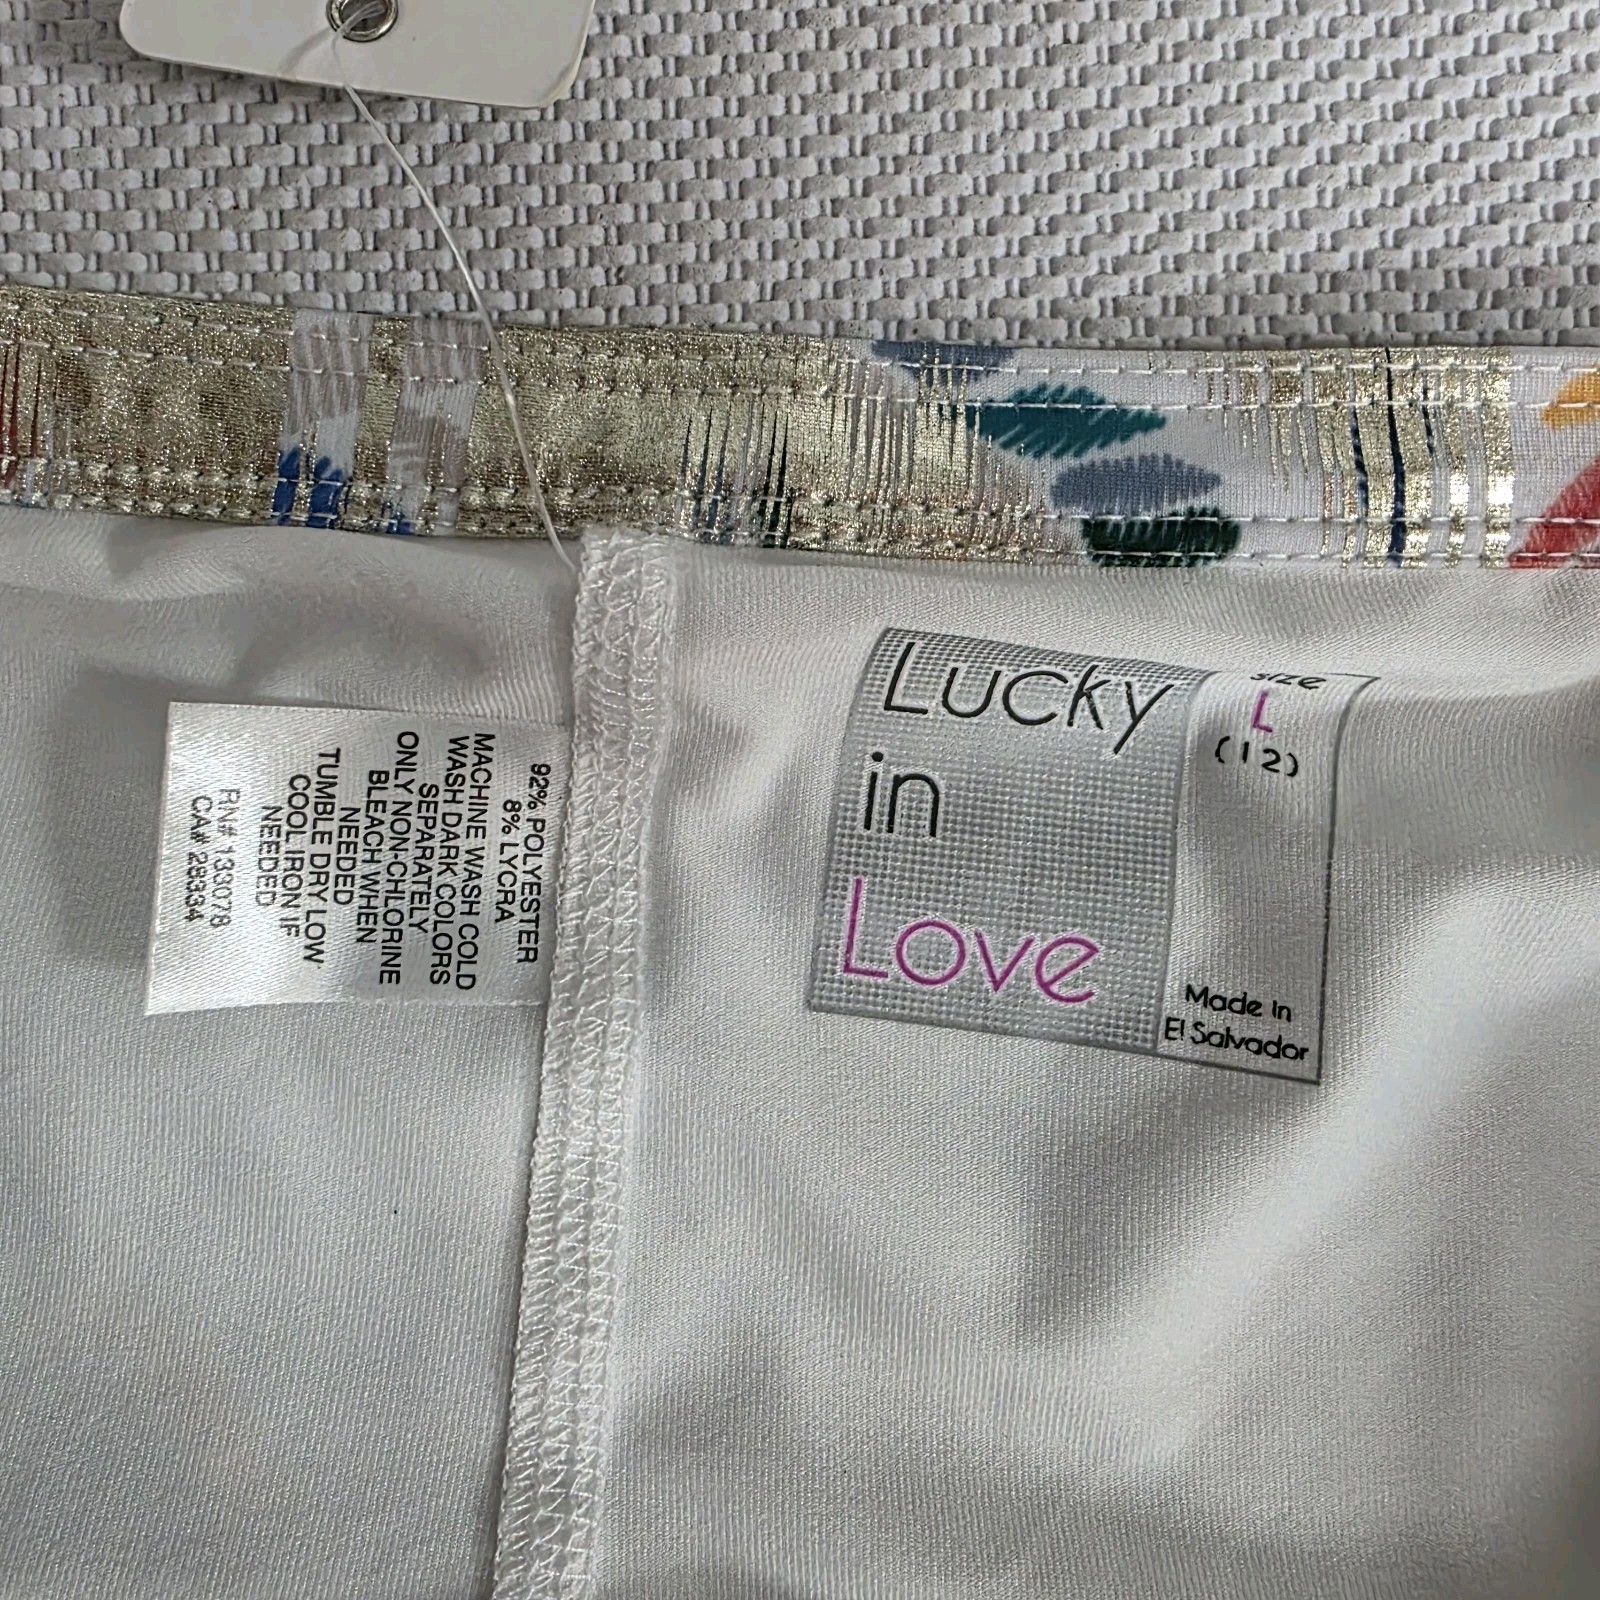 92% POLYESTER
8% LYCRA
MACHINE WASH COLD
WASH DARK COLORS
SEPARATELY
ONLY NON-CHLORINE
BLEACH WHEN
NEEDED
TUMBLE DRY LOW
COOL IRON IF
NEEDED
RN# 133078
CA# 28334
Lucky
in
Love
size
L
(12)
Made in
El Salvador